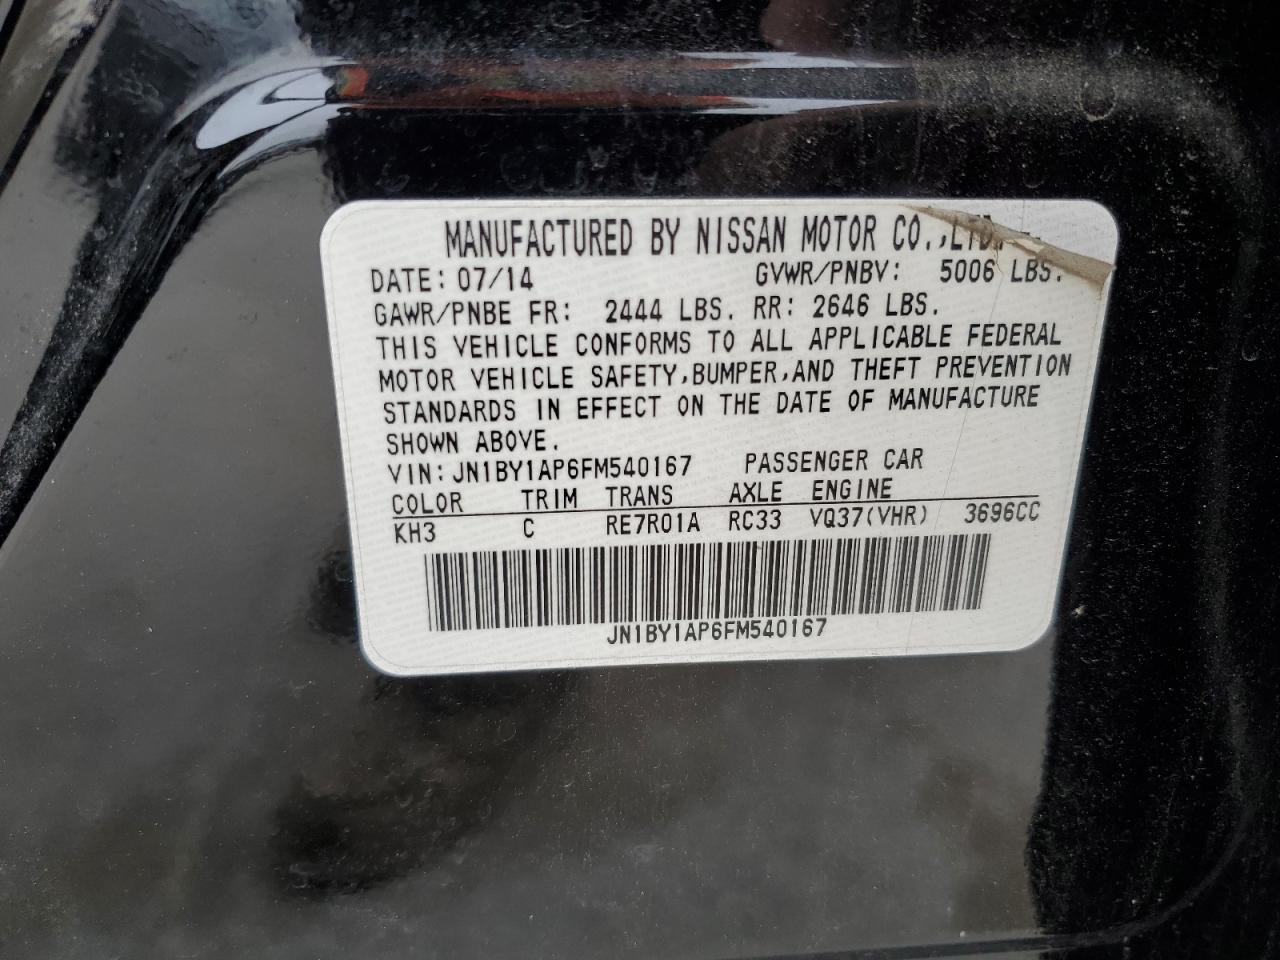 MANUFACTURED BY NISSAN MOTOR CO.,LTD.
DATE: 07/14 GVWR/PNBV: 5006 LBS.
GAWR/PNBE FR: 2444 LBS. RR: 2646 LBS.
THIS VEHICLE CONFORMS TO ALL APPLICABLE FEDERAL
MOTOR VEHICLE SAFETY,BUMPER,AND THEFT PREVENTION
STANDARDS IN EFFECT ON THE DATE OF MANUFACTURE
SHOWN ABOVE.
VIN: JN1BY1AP6FM540167 PASSENGER CAR
COLOR TRIM TRANS AXLE ENGINE
KH3 C RE7R01A RC33 VQ37(VHR) 3696CC
JN1BY1AP6FM540167